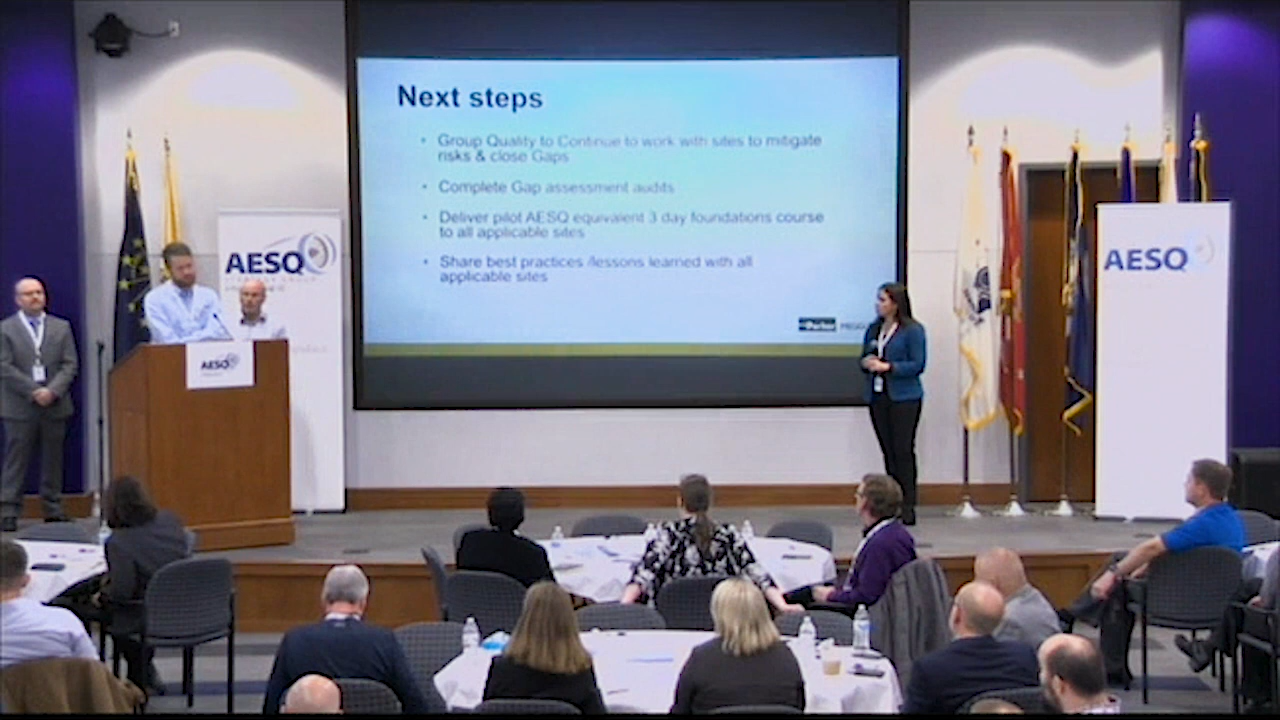 Next steps
• Group Quality to Continue to work with sites to mitigate
risks & close Gaps
• Complete Gap assessment audits
• Deliver pilot AESQ equivalent 3 day foundations course
to all applicable sites
• Share best practices /lessons learned with all
applicable sites
Parker
AESQ
AESQ
AESQ